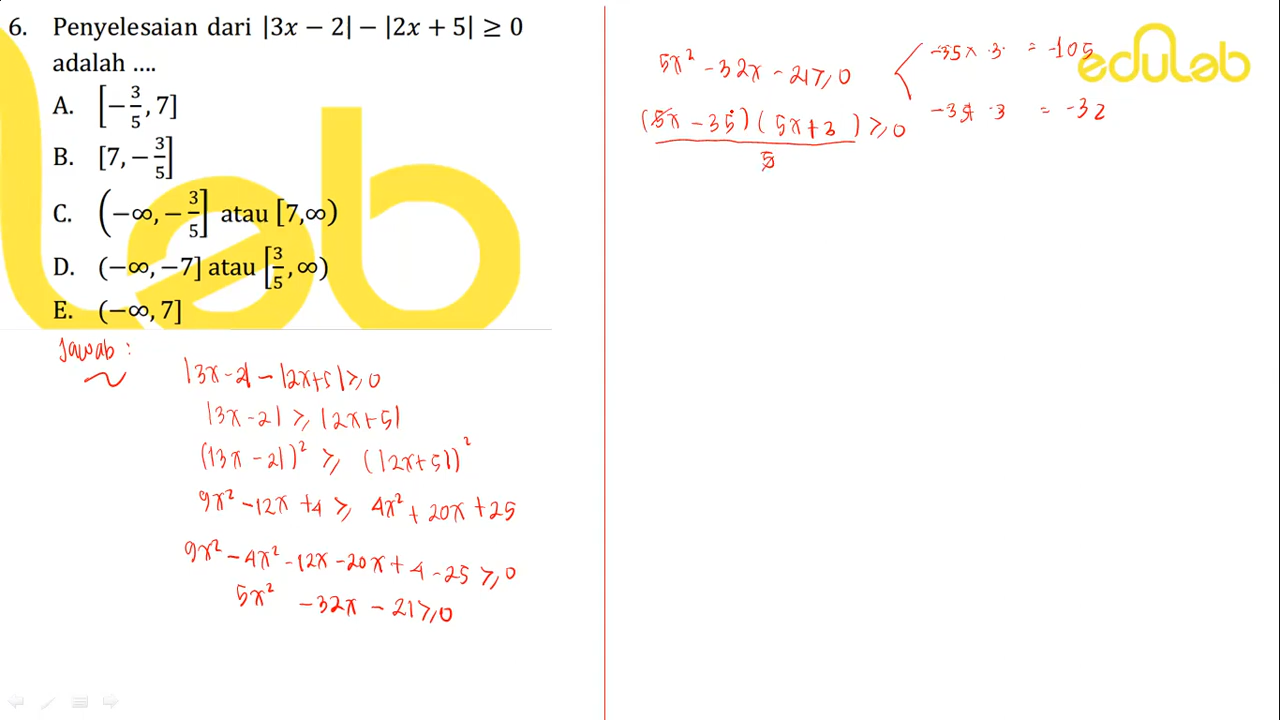 6. Penyelesaian dari |3x − 2| − |2x + 5| ≥ 0
adalah ....
A. [−3/5, 7]
B. [7, −3/5]
C. (−∞, −3/5] atau [7,∞)
D. (−∞, −7] atau [3/5, ∞)
E. (−∞, 7]
Jawab :
|3x-2| - |2x+5| ≥ 0
|3x-2| ≥ |2x+5|
(|3x-2|)² ≥ (|2x+5|)²
9x² - 12x + 4 ≥ 4x² + 20x + 25
9x² - 4x² - 12x - 20x + 4 - 25 ≥ 0
5x² - 32x - 21 ≥ 0
edulab
5x² - 32x - 21 ≥ 0
-35 x 3 = -105
(5x - 35) (5x + 3) ≥ 0
5
-35 + 3 = -32